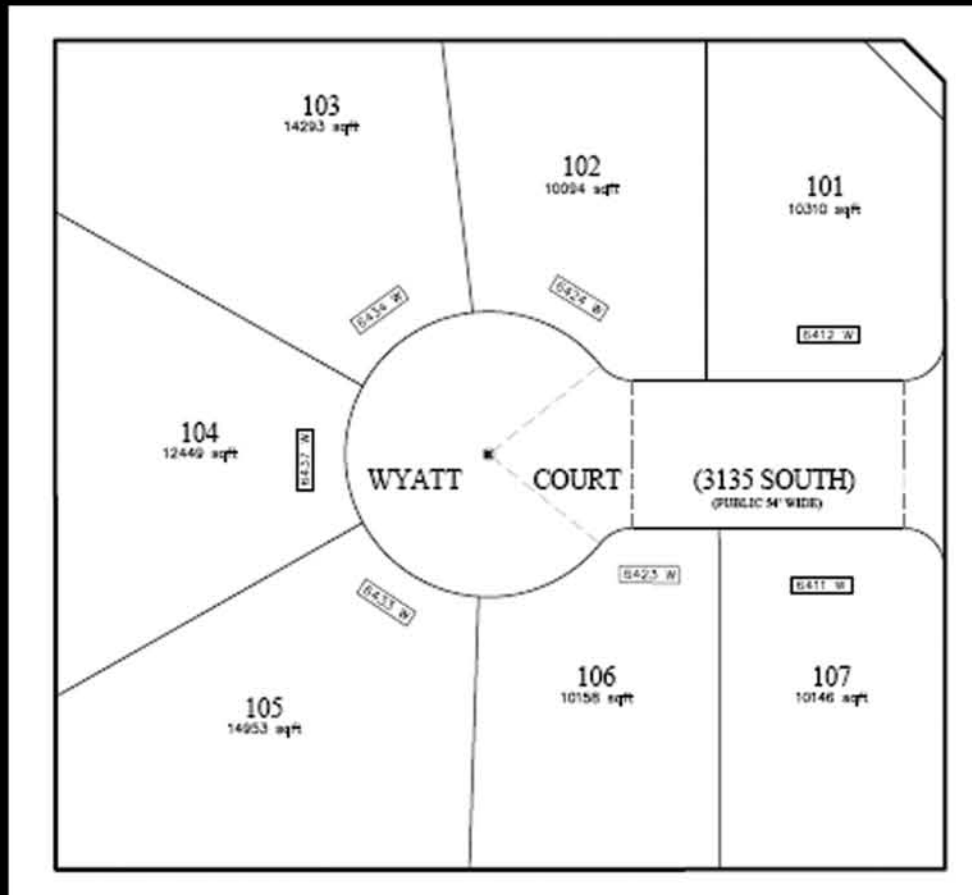 103
14293 sqft
102
10094 sqft
101
10310 sqft
6434 W
6424 W
6412 W
104
12449 sqft
6437 W
WYATT COURT (3135 SOUTH)
(PUBLIC 54' WIDE)
6433 W
6423 W
6411 W
105
14953 sqft
106
10158 sqft
107
10146 sqft